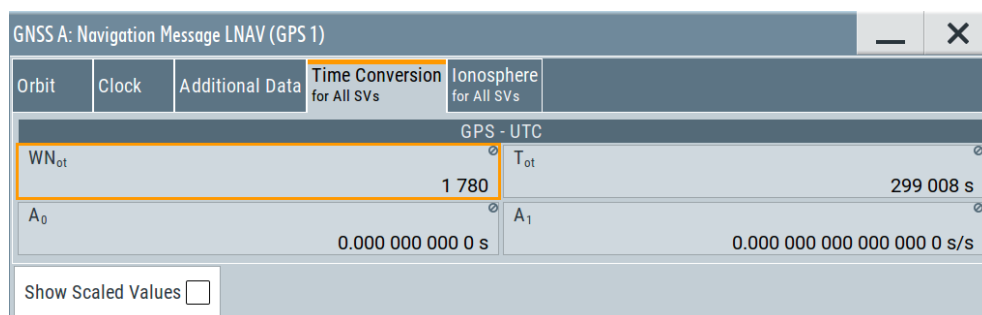 GNSS A: Navigation Message LNAV (GPS 1)
Orbit
Clock
Additional Data
Time Conversion
for All SVs
Ionosphere
for All SVs
GPS - UTC
WNot
1 780
Tot
299 008 s
A0
0.000 000 000 0 s
A1
0.000 000 000 000 000 0 s/s
Show Scaled Values